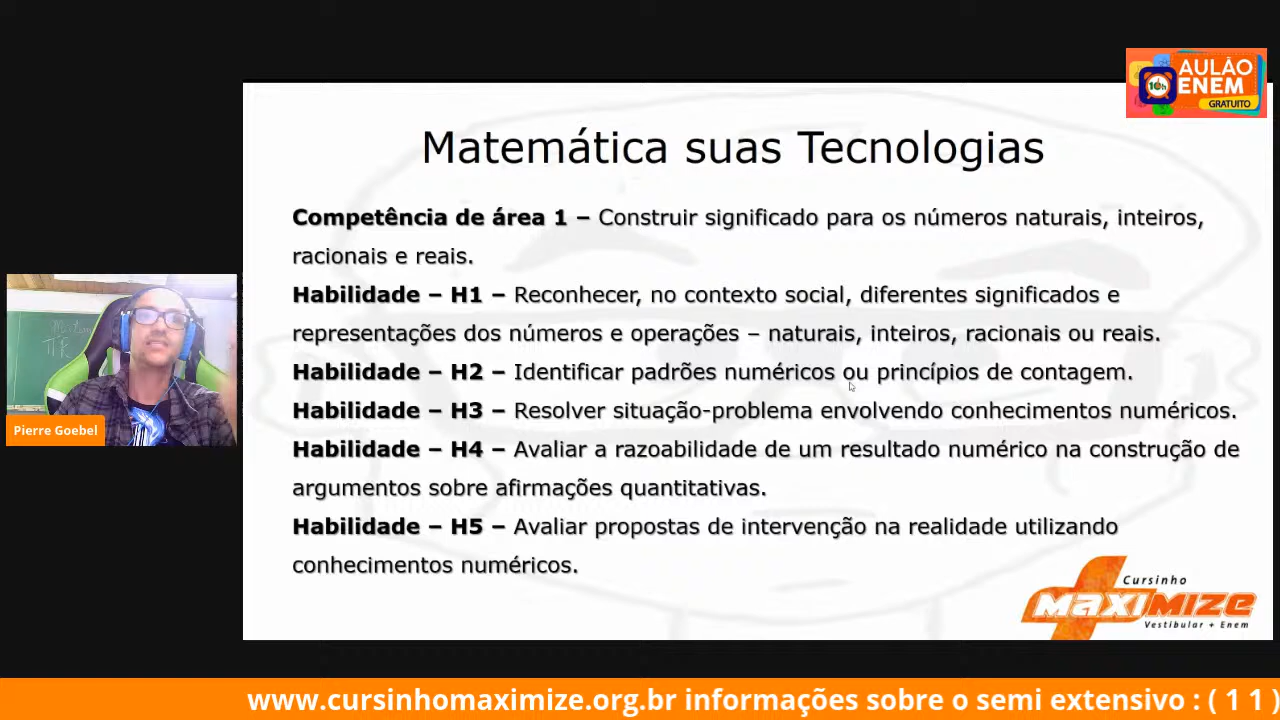 AULÃO
ENEM
GRATUITO
Matemática suas Tecnologias
Competência de área 1 – Construir significado para os números naturais, inteiros,
racionais e reais.
Habilidade – H1 – Reconhecer, no contexto social, diferentes significados e
representações dos números e operações – naturais, inteiros, racionais ou reais.
Habilidade – H2 – Identificar padrões numéricos ou princípios de contagem.
Habilidade – H3 – Resolver situação-problema envolvendo conhecimentos numéricos.
Habilidade – H4 – Avaliar a razoabilidade de um resultado numérico na construção de
argumentos sobre afirmações quantitativas.
Habilidade – H5 – Avaliar propostas de intervenção na realidade utilizando
conhecimentos numéricos.
Pierre Goebel
Cursinho
MAXIMIZE
Vestibular + Enem
www.cursinhomaximize.org.br informações sobre o semi extensivo : ( 1 1 )